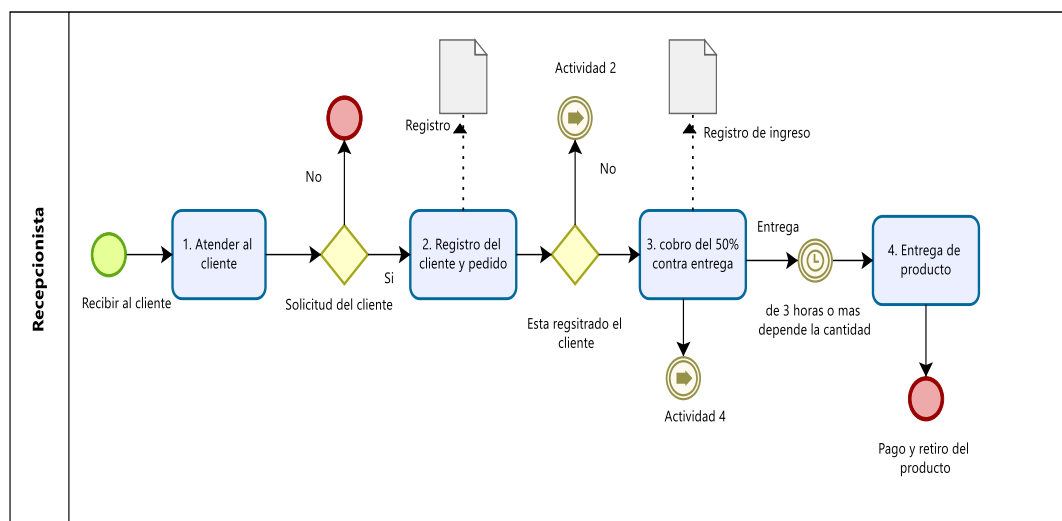 Recepcionista
Recibir al cliente
1. Atender al
cliente
No
Solicitud del cliente
Si
Registro
2. Registro del
cliente y pedido
Actividad 2
No
Esta regsitrado el
cliente
Registro de ingreso
3. cobro del 50%
contra entrega
Actividad 4
Entrega
de 3 horas o mas
depende la cantidad
4. Entrega de
producto
Pago y retiro del
producto